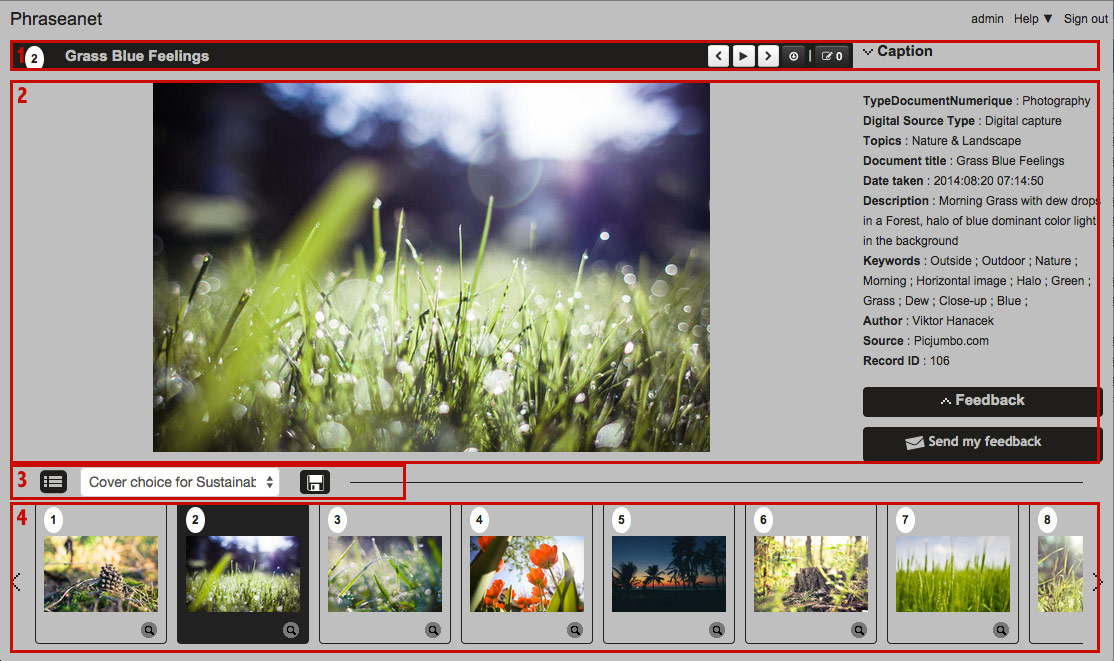 Phraseanet
admin Help ▼ Sign out
1 2 Grass Blue Feelings | 0
Caption
2
TypeDocumentNumerique : Photography
Digital Source Type : Digital capture
Topics : Nature & Landscape
Document title : Grass Blue Feelings
Date taken : 2014:08:20 07:14:50
Description : Morning Grass with dew drops
in a Forest, halo of blue dominant color light
in the background
Keywords : Outside ; Outdoor ; Nature ;
Morning ; Horizontal image ; Halo ; Green ;
Grass ; Dew ; Close-up ; Blue ;
Author : Viktor Hanacek
Source : Picjumbo.com
Record ID : 106
Feedback
Send my feedback
3 Cover choice for Sustainab
4 1 2 3 4 5 6 7 8